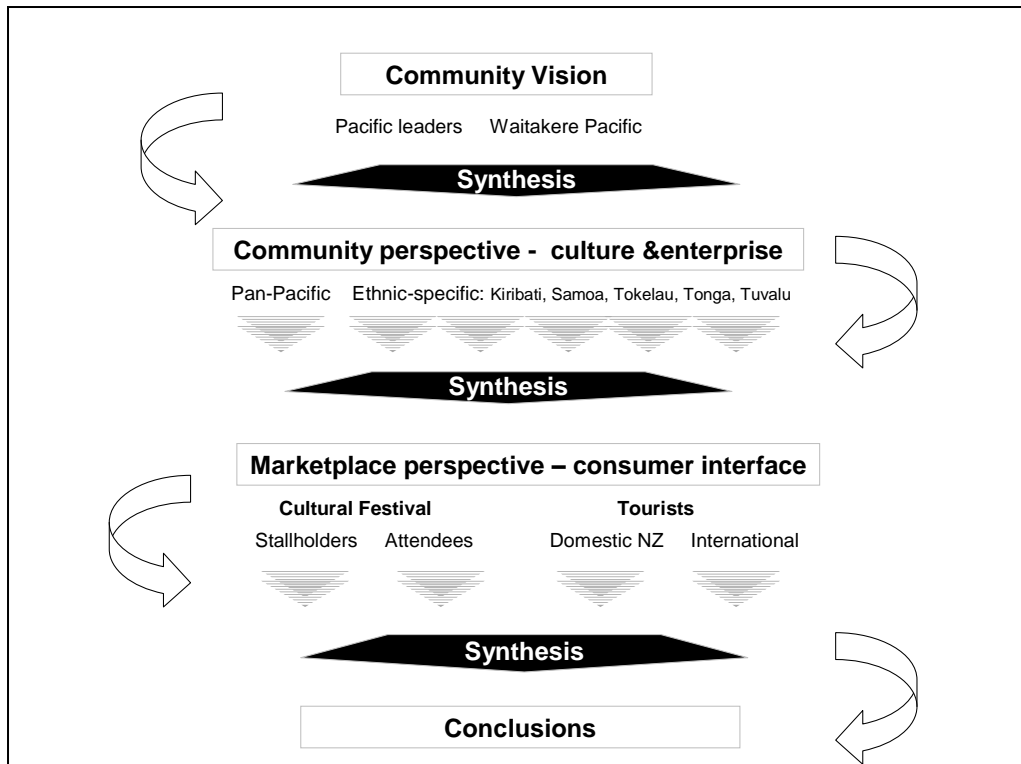 Community Vision
Pacific leaders Waitakere Pacific
Synthesis
Community perspective - culture &enterprise
Pan-Pacific Ethnic-specific: Kiribati, Samoa, Tokelau, Tonga, Tuvalu
Synthesis
Marketplace perspective – consumer interface
Cultural Festival Tourists
Stallholders Attendees Domestic NZ International
Synthesis
Conclusions